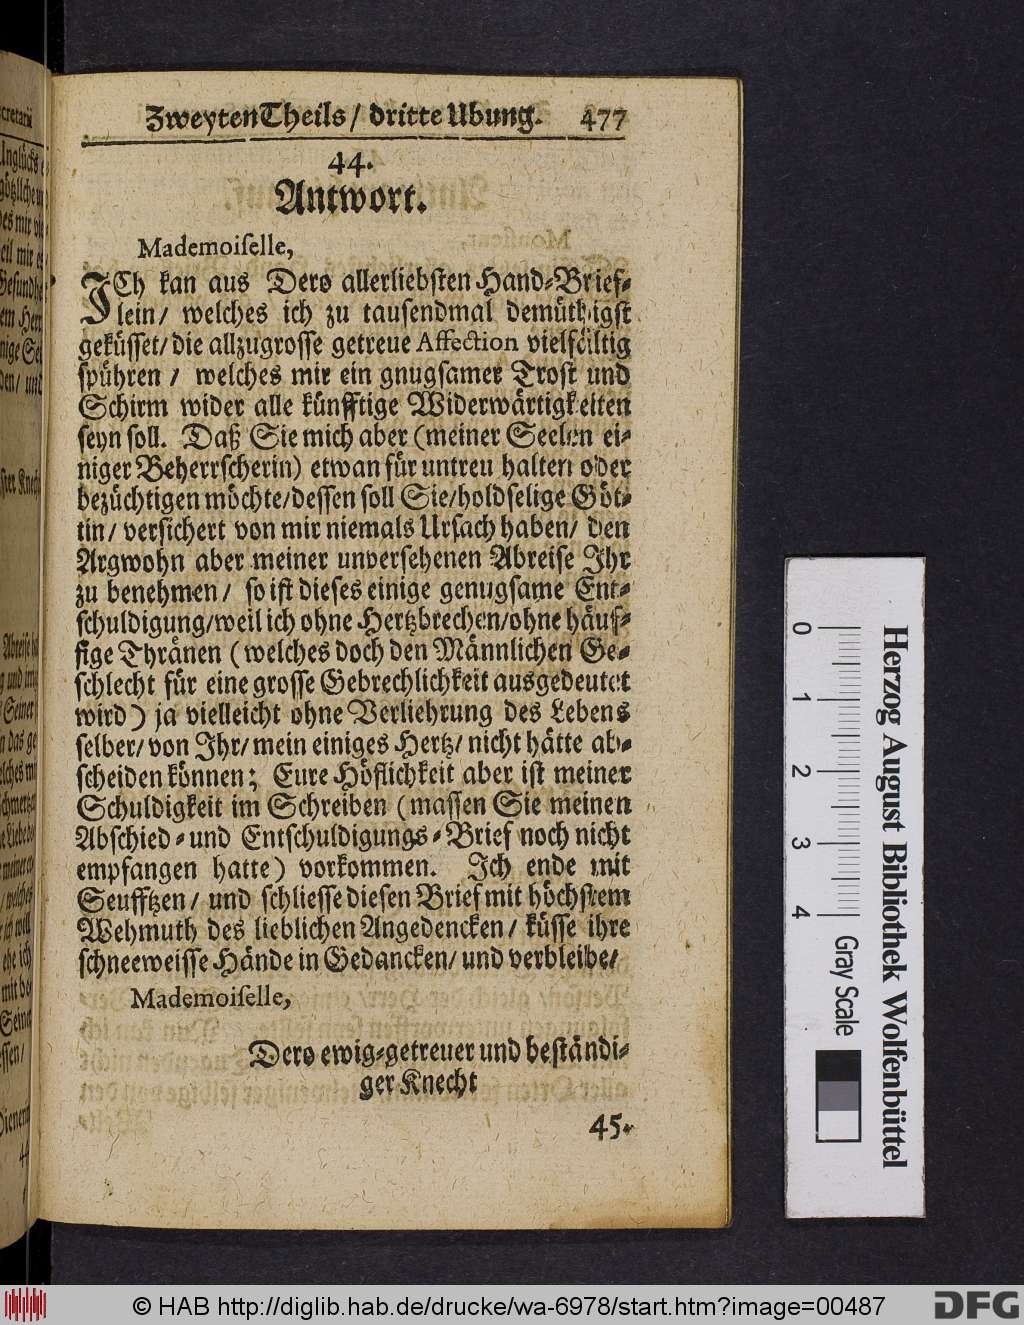 Zweyten Theils/ dritte Ubung. 477
44.
Antwort.
Mademoiſelle,
ICh kan aus Dero allerliebſten Hand-Brief-
lein/ welches ich zu tauſendmal demüthigſt
geküſſet/ die allzugroſſe getreue Affection vielfältig
ſpühren / welches mir ein gnugſamer Troſt und
Schirm wider alle künfftige Widerwärtigkeiten
ſeyn ſoll. Daß Sie mich aber (meiner Seelen ei-
niger Beherrſcherin) etwan für untreu halten oder
bezüchtigen möchte/deſſen ſoll Sie/holdſelige Göt-
tin/ verſichert von mir niemals Urſach haben/ den
Argwohn aber meiner unverſehenen Abreiſe Ihr
zu benehmen/ ſo iſt dieſes einige genugſame Ent-
ſchuldigung/weil ich ohne Hertzbrechen/ohne häuf-
fige Thränen (welches doch den Männlichen Ge-
ſchlecht für eine groſſe Gebrechlichkeit ausgedeutet
wird) ja vielleicht ohne Verliehrung des Lebens
ſelber/ von Ihr/ mein einiges Hertz/ nicht hätte ab-
ſcheiden können; Eure Höflichkeit aber iſt meiner
Schuldigkeit im Schreiben (maſſen Sie meinen
Abſchied-und Entſchuldigungs-Brief noch nicht
empfangen hatte) vorkommen. Ich ende mit
Seufftzen/ und ſchlieſſe dieſen Brief mit höchſtem
Wehmuth des lieblichen Angedencken/ küſſe ihre
ſchneeweiſſe Hände in Gedancken/ und verbleibe/
Mademoiſelle,
Dero ewig-getreuer und beſtändi-
ger Knecht
45.
0 1 2 3 4
Herzog August Bibliothek Wolfenbüttel
Gray Scale
© HAB http://diglib.hab.de/drucke/wa-6978/start.htm?image=00487
DFG